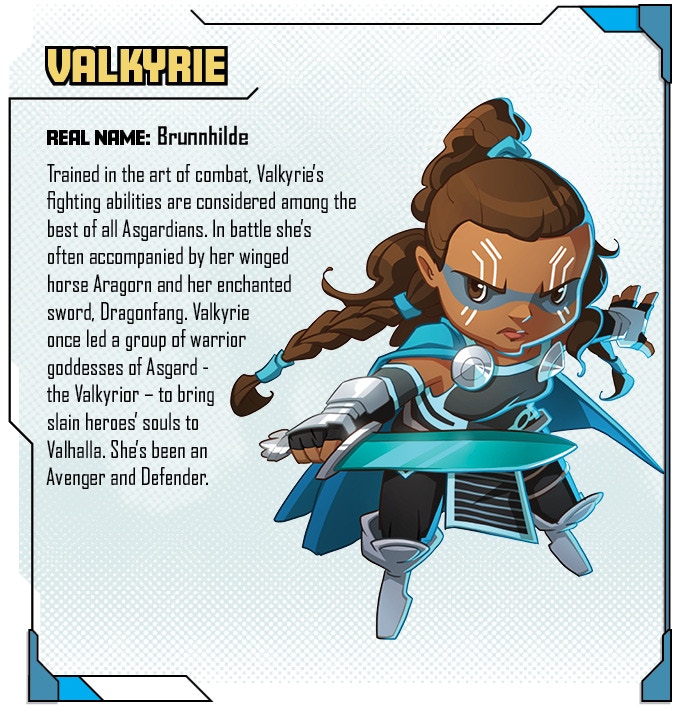 VALKYRIE
REAL NAME: Brunnhilde
Trained in the art of combat, Valkyrie's
fighting abilities are considered among the
best of all Asgardians. In battle she's
often accompanied by her winged
horse Aragorn and her enchanted
sword, Dragonfang. Valkyrie
once led a group of warrior
goddesses of Asgard -
the Valkyrior – to bring
slain heroes' souls to
Valhalla. She's been an
Avenger and Defender.